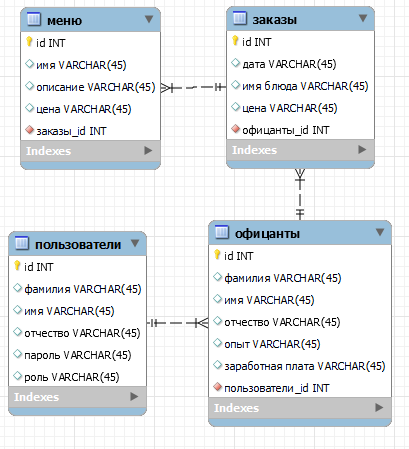 меню
id INT
имя VARCHAR(45)
описание VARCHAR(45)
цена VARCHAR(45)
заказы_id INT
Indexes
заказы
id INT
дата VARCHAR(45)
имя блюда VARCHAR(45)
цена VARCHAR(45)
официанты_id INT
Indexes
пользователи
id INT
фамилия VARCHAR(45)
имя VARCHAR(45)
отчество VARCHAR(45)
пароль VARCHAR(45)
роль VARCHAR(45)
Indexes
официанты
id INT
фамилия VARCHAR(45)
имя VARCHAR(45)
отчество VARCHAR(45)
опыт VARCHAR(45)
заработная плата VARCHAR(45)
пользователи_id INT
Indexes